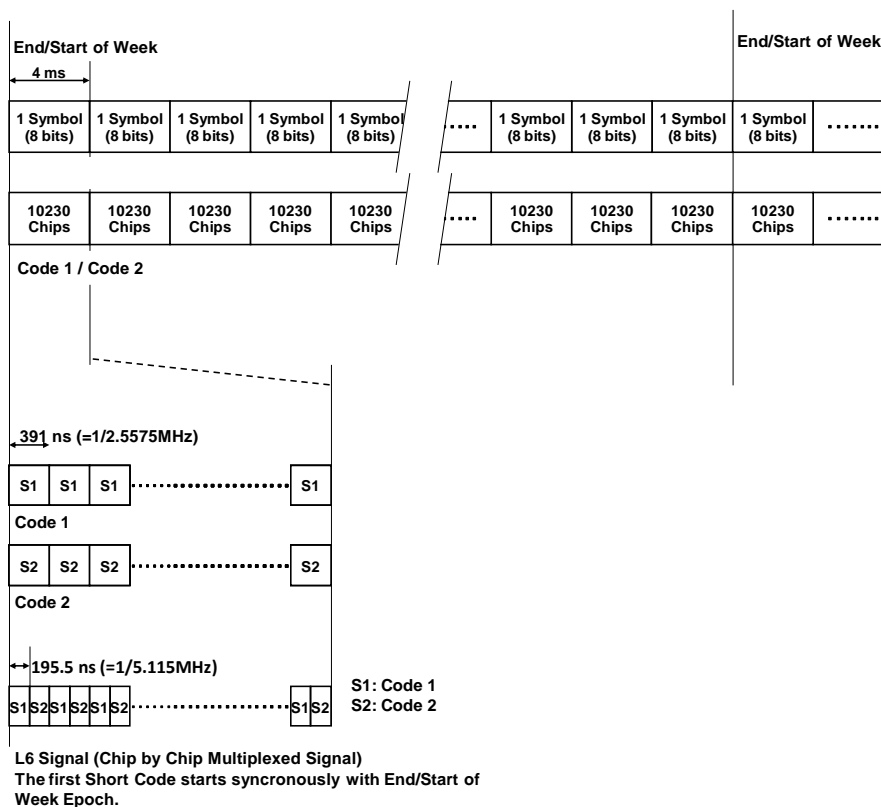 End/Start of Week
End/Start of Week
4 ms
1 Symbol (8 bits) 1 Symbol (8 bits) 1 Symbol (8 bits) 1 Symbol (8 bits) 1 Symbol (8 bits) ..... 1 Symbol (8 bits) 1 Symbol (8 bits) 1 Symbol (8 bits) 1 Symbol (8 bits) .......
10230 Chips 10230 Chips 10230 Chips 10230 Chips 10230 Chips ..... 10230 Chips 10230 Chips 10230 Chips 10230 Chips .......
Code 1 / Code 2
391 ns (=1/2.5575MHz)
S1 S1 S1 S1
Code 1
S2 S2 S2 S2
Code 2
195.5 ns (=1/5.115MHz)
S1 S2 S1 S2 S1 S2 S1 S2
S1: Code 1
S2: Code 2
L6 Signal (Chip by Chip Multiplexed Signal)
The first Short Code starts syncronously with End/Start of
Week Epoch.